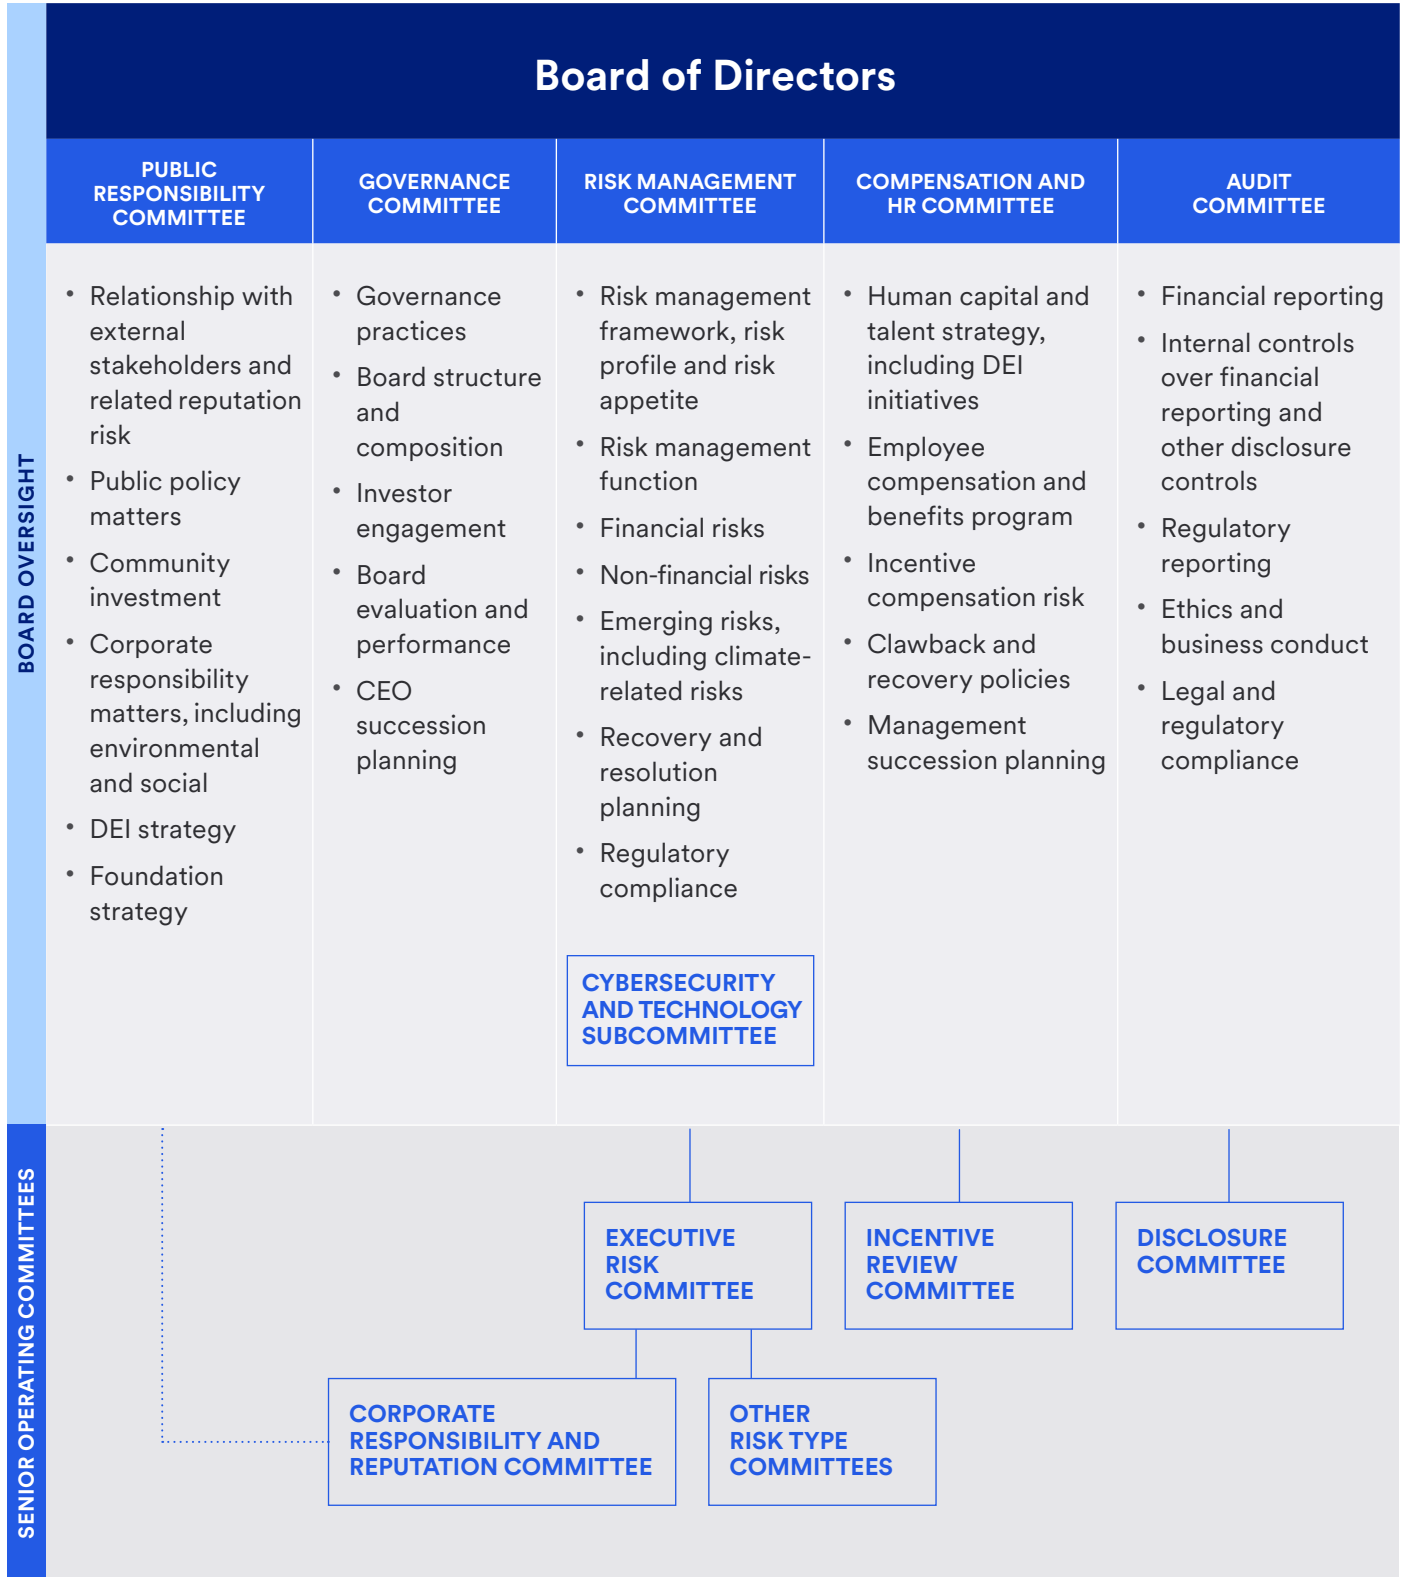 Board of Directors
PUBLIC
RESPONSIBILITY
COMMITTEE
GOVERNANCE
COMMITTEE
RISK MANAGEMENT
COMMITTEE
COMPENSATION AND
HR COMMITTEE
AUDIT
COMMITTEE
BOARD OVERSIGHT
• Relationship with
external
stakeholders and
related reputation
risk
• Public policy
matters
• Community
investment
• Corporate
responsibility
matters, including
environmental
and social
• DEI strategy
• Foundation
strategy
• Governance
practices
• Board structure
and
composition
• Investor
engagement
• Board
evaluation and
performance
• CEO
succession
planning
• Risk management
framework, risk
profile and risk
appetite
• Risk management
function
• Financial risks
• Non-financial risks
• Emerging risks,
including climate-
related risks
• Recovery and
resolution
planning
• Regulatory
compliance
CYBERSECURITY
AND TECHNOLOGY
SUBCOMMITTEE
• Human capital and
talent strategy,
including DEI
initiatives
• Employee
compensation and
benefits program
• Incentive
compensation risk
• Clawback and
recovery policies
• Management
succession planning
• Financial reporting
• Internal controls
over financial
reporting and
other disclosure
controls
• Regulatory
reporting
• Ethics and
business conduct
• Legal and
regulatory
compliance
SENIOR OPERATING COMMITTEES
EXECUTIVE
RISK
COMMITTEE
INCENTIVE
REVIEW
COMMITTEE
DISCLOSURE
COMMITTEE
CORPORATE
RESPONSIBILITY AND
REPUTATION COMMITTEE
OTHER
RISK TYPE
COMMITTEES